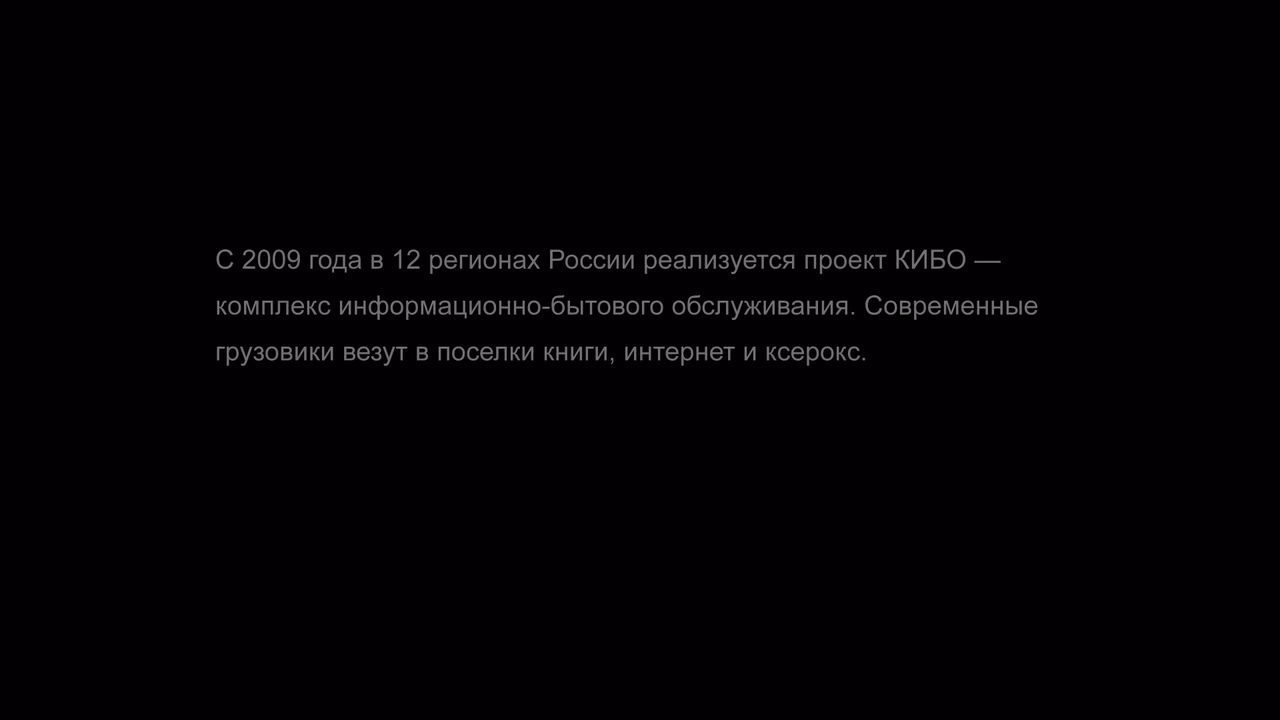 С 2009 года в 12 регионах России реализуется проект КИБО —
комплекс информационно-бытового обслуживания. Современные
грузовики везут в поселки книги, интернет и ксерокс.